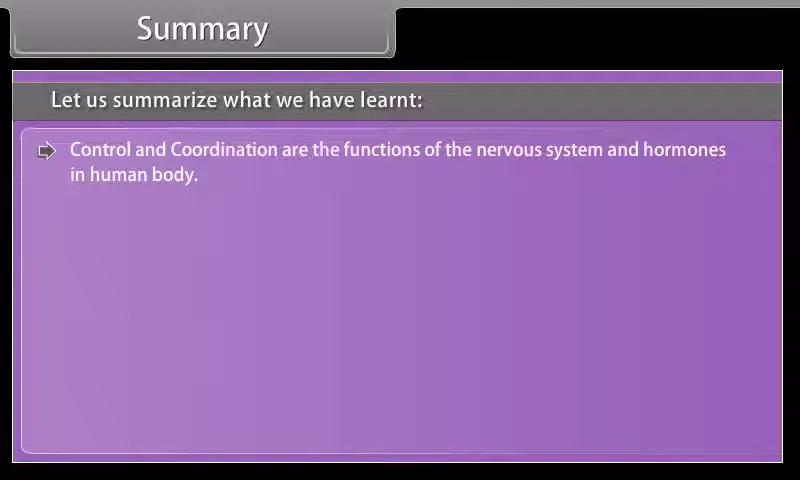 Summary
Let us summarize what we have learnt:
Control and Coordination are the functions of the nervous system and hormones
in human body.